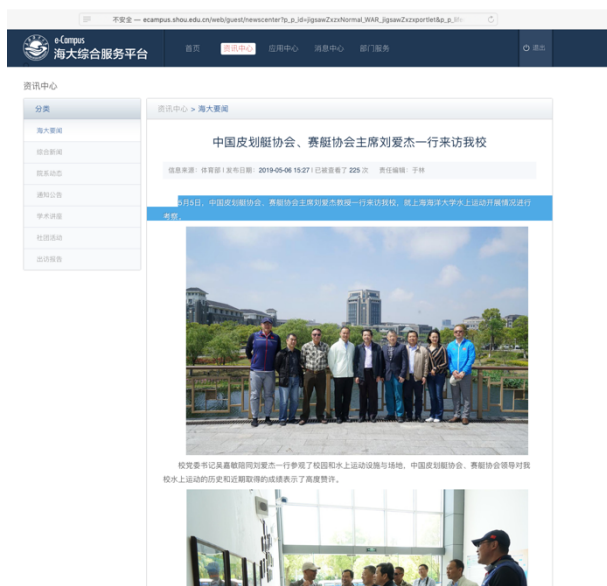 不安全 — ecampus.shou.edu.cn/web/guest/newscenter?p_p_id=jigsawZxzxNormal_WAR_jigsawZxzxportlet&p_p_life
e-Campus
海大综合服务平台
首页 资讯中心 应用中心 消息中心 部门服务 退出
资讯中心
分类
海大要闻
综合新闻
院系动态
通知公告
学术讲座
社团活动
出访报告
资讯中心 > 海大要闻
中国皮划艇协会、赛艇协会主席刘爱杰一行来访我校
信息来源：体育部 | 发布日期：2019-05-06 15:27 | 已被查看了 225 次 责任编辑：于林
5月5日，中国皮划艇协会、赛艇协会主席刘爱杰教授一行来访我校，就上海海洋大学水上运动开展情况进行
考察。
校党委书记吴嘉敏陪同刘爱杰一行参观了校园和水上运动设施与场地，中国皮划艇协会、赛艇协会领导对我
校水上运动的历史和近期取得的成绩表示了高度赞许。